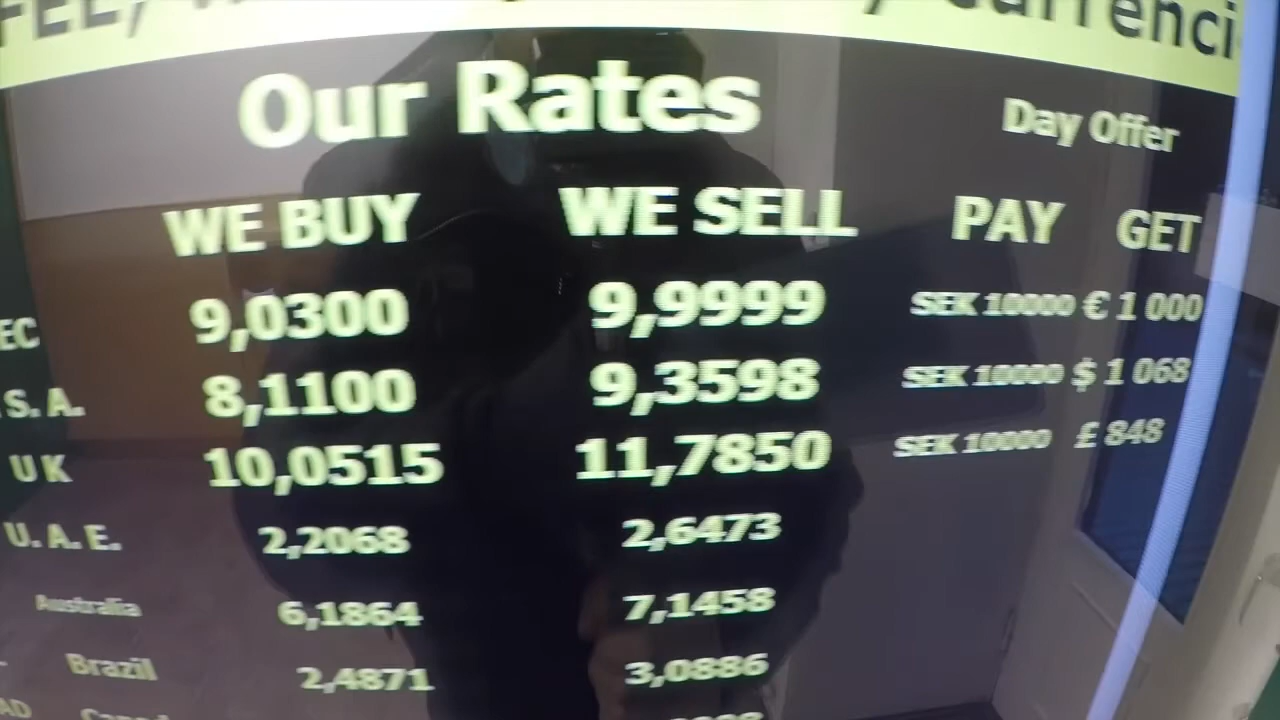 Our Rates
Day Offer
WE BUY WE SELL PAY GET
EC 9,0300 9,9999 SEK 10000 € 1 000
S. A. 8,1100 9,3598 SEK 10000 $ 1 068
UK 10,0515 11,7850 SEK 10000 £ 848
U. A. E. 2,2068 2,6473
Australia 6,1864 7,1458
Brazil 2,4871 3,0886
AD